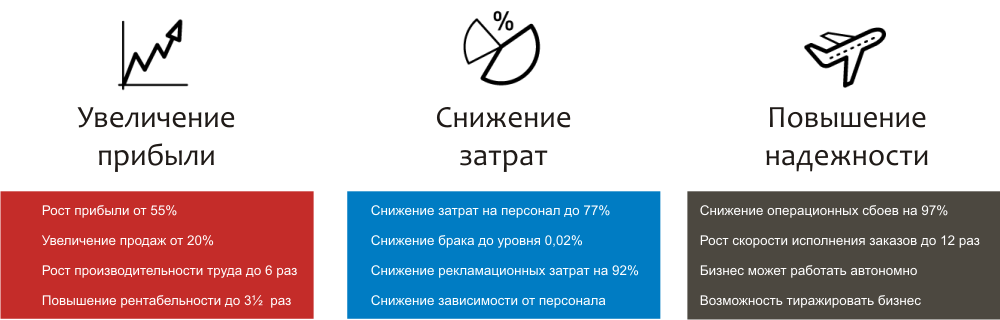 %
Увеличение
прибыли
Рост прибыли от 55%
Увеличение продаж от 20%
Рост производительности труда до 6 раз
Повышение рентабельности до 3½ раз
Снижение
затрат
Снижение затрат на персонал до 77%
Снижение брака до уровня 0,02%
Снижение рекламационных затрат на 92%
Снижение зависимости от персонала
Повышение
надежности
Снижение операционных сбоев на 97%
Рост скорости исполнения заказов до 12 раз
Бизнес может работать автономно
Возможность тиражировать бизнес